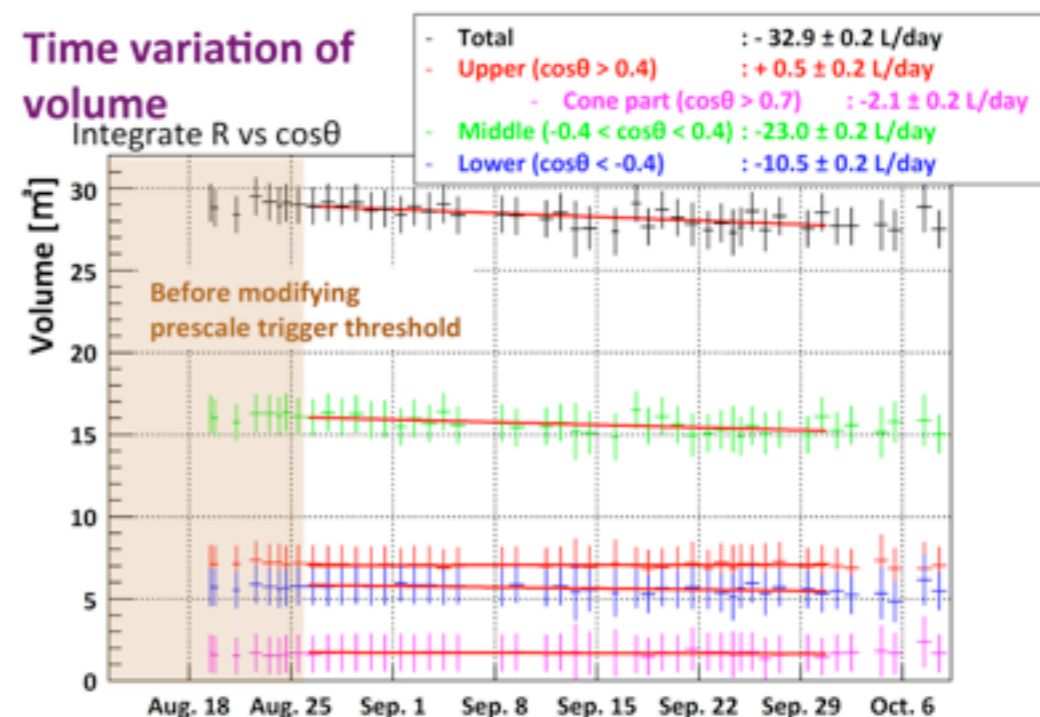 Time variation of
volume
- Total : - 32.9 ± 0.2 L/day
- Upper (cosθ > 0.4) : + 0.5 ± 0.2 L/day
- Cone part (cosθ > 0.7) : -2.1 ± 0.2 L/day
- Middle (-0.4 < cosθ < 0.4) : -23.0 ± 0.2 L/day
- Lower (cosθ < -0.4) : -10.5 ± 0.2 L/day
Integrate R vs cosθ
Volume [m³]
30
25
20
15
10
5
0
Before modifying
prescale trigger threshold
Aug. 18 Aug. 25 Sep. 1 Sep. 8 Sep. 15 Sep. 22 Sep. 29 Oct. 6